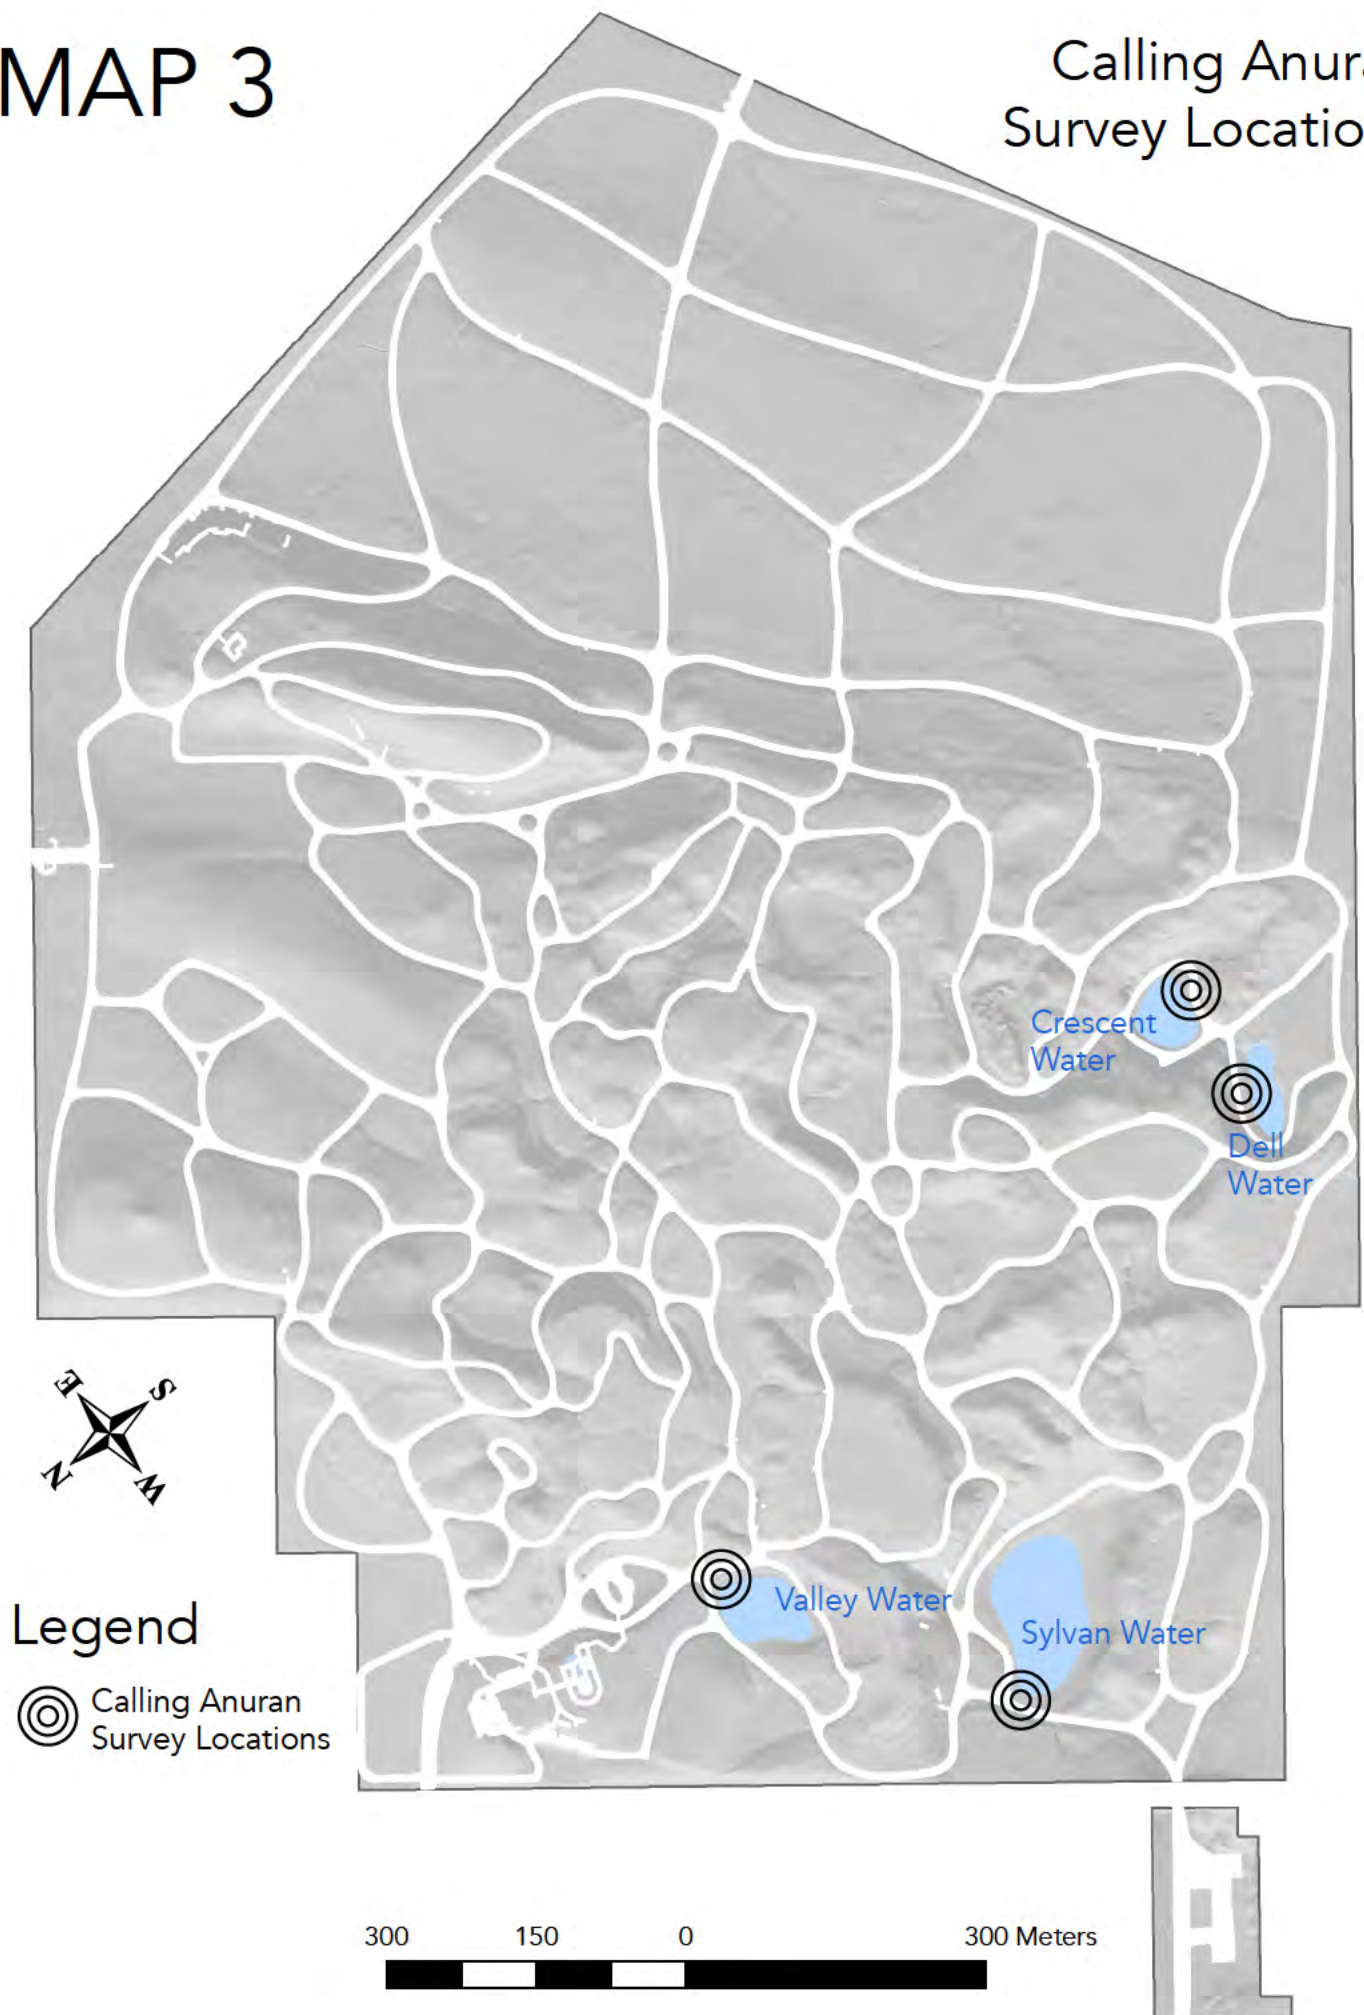 MAP 3
Calling Anura
Survey Locatio
Crescent
Water
Dell
Water
E
S
N
W
Legend
Valley Water
Sylvan Water
Calling Anuran
Survey Locations
300 150 0 300 Meters